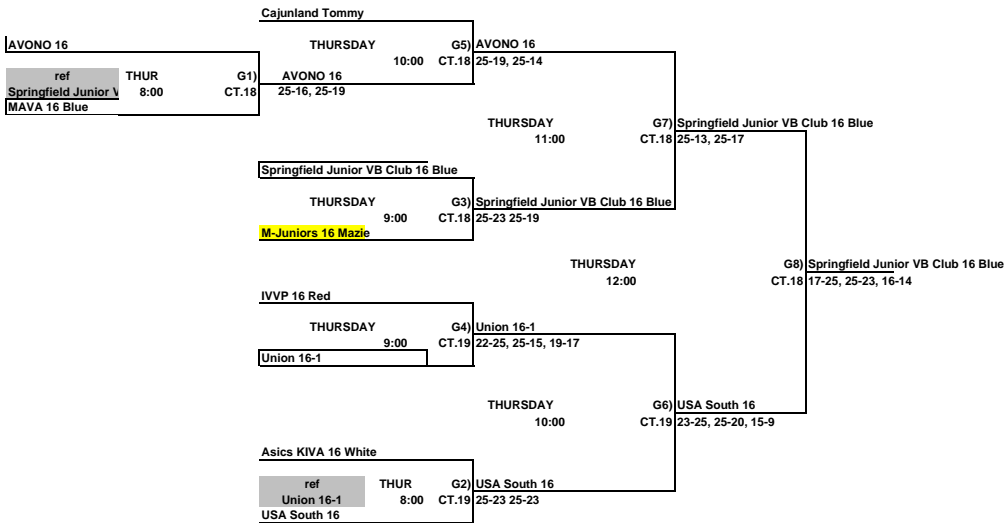 Cajunland Tommy
THURSDAY G5) AVONO 16
AVONO 16
10:00 CT.18 25-19, 25-14
ref THUR G1) AVONO 16
Springfield Junior V 8:00 CT.18 25-16, 25-19
MAVA 16 Blue
THURSDAY G7) Springfield Junior VB Club 16 Blue
11:00 CT.18 25-13, 25-17
Springfield Junior VB Club 16 Blue
THURSDAY G3) Springfield Junior VB Club 16 Blue
9:00 CT.18 25-23 25-19
M-Juniors 16 Mazie
THURSDAY G8) Springfield Junior VB Club 16 Blue
12:00 CT.18 17-25, 25-23, 16-14
IVVP 16 Red
THURSDAY G4) Union 16-1
9:00 CT.19 22-25, 25-15, 19-17
Union 16-1
THURSDAY G6) USA South 16
10:00 CT.19 23-25, 25-20, 15-9
Asics KIVA 16 White
ref THUR G2) USA South 16
Union 16-1 8:00 CT.19 25-23 25-23
USA South 16